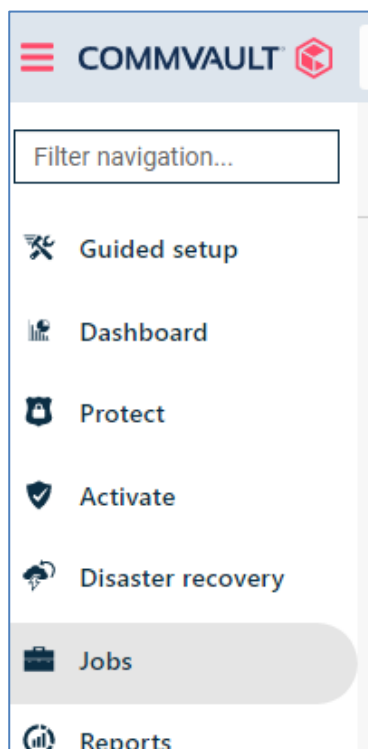 COMMVAULT
Filter navigation...
Guided setup
Dashboard
Protect
Activate
Disaster recovery
Jobs
Reports